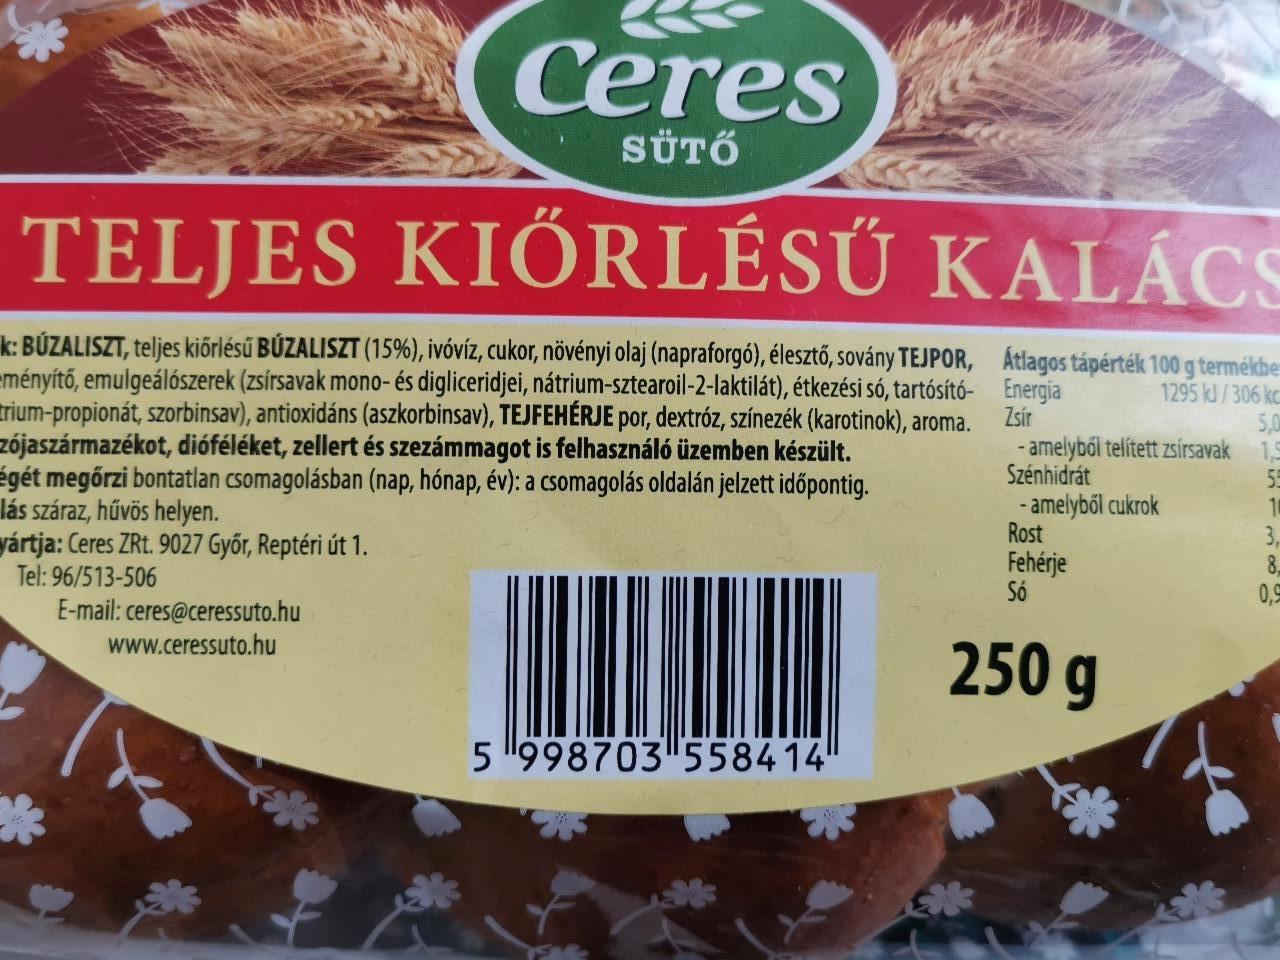 Ceres
SÜTŐ
TELJES KIŐRLÉSŰ KALÁCS
k: BÚZALISZT, teljes kiőrlésű BÚZALISZT (15%), ivóvíz, cukor, növényi olaj (napraforgó), élesztő, sovány TEJPOR,
ményítő, emulgeálószerek (zsírsavak mono- és digliceridjei, nátrium-sztearoil-2-laktilát), étkezési só, tartósító-
trium-propionát, szorbinsav), antioxidáns (aszkorbinsav), TEJFEHÉRJE por, dextróz, színezék (karotinok), aroma.
zójaszármazékot, dióféléket, zellert és szezámmagot is felhasználó üzemben készült.
égét megőrzi bontatlan csomagolásban (nap, hónap, év): a csomagolás oldalán jelzett időpontig.
lás száraz, hűvös helyen.
yártja: Ceres ZRt. 9027 Győr, Reptéri út 1.
Tel: 96/513-506
E-mail: ceres@ceressuto.hu
www.ceressuto.hu
Átlagos tápérték 100 g termékbe
Energia 1295 kJ / 306 kc
Zsír 5,0
- amelyből telített zsírsavak 1,
Szénhidrát 5
- amelyből cukrok 1
Rost 3,
Fehérje 8,
Só 0,9
250 g
5 998703 558414